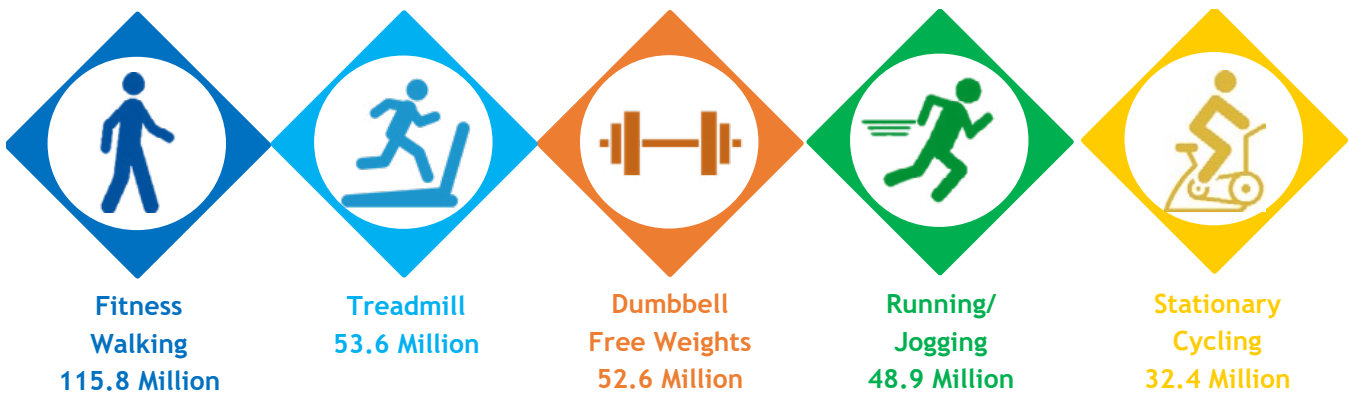 Fitness
Walking
115.8 Million
Treadmill
53.6 Million
Dumbbell
Free Weights
52.6 Million
Running/
Jogging
48.9 Million
Stationary
Cycling
32.4 Million